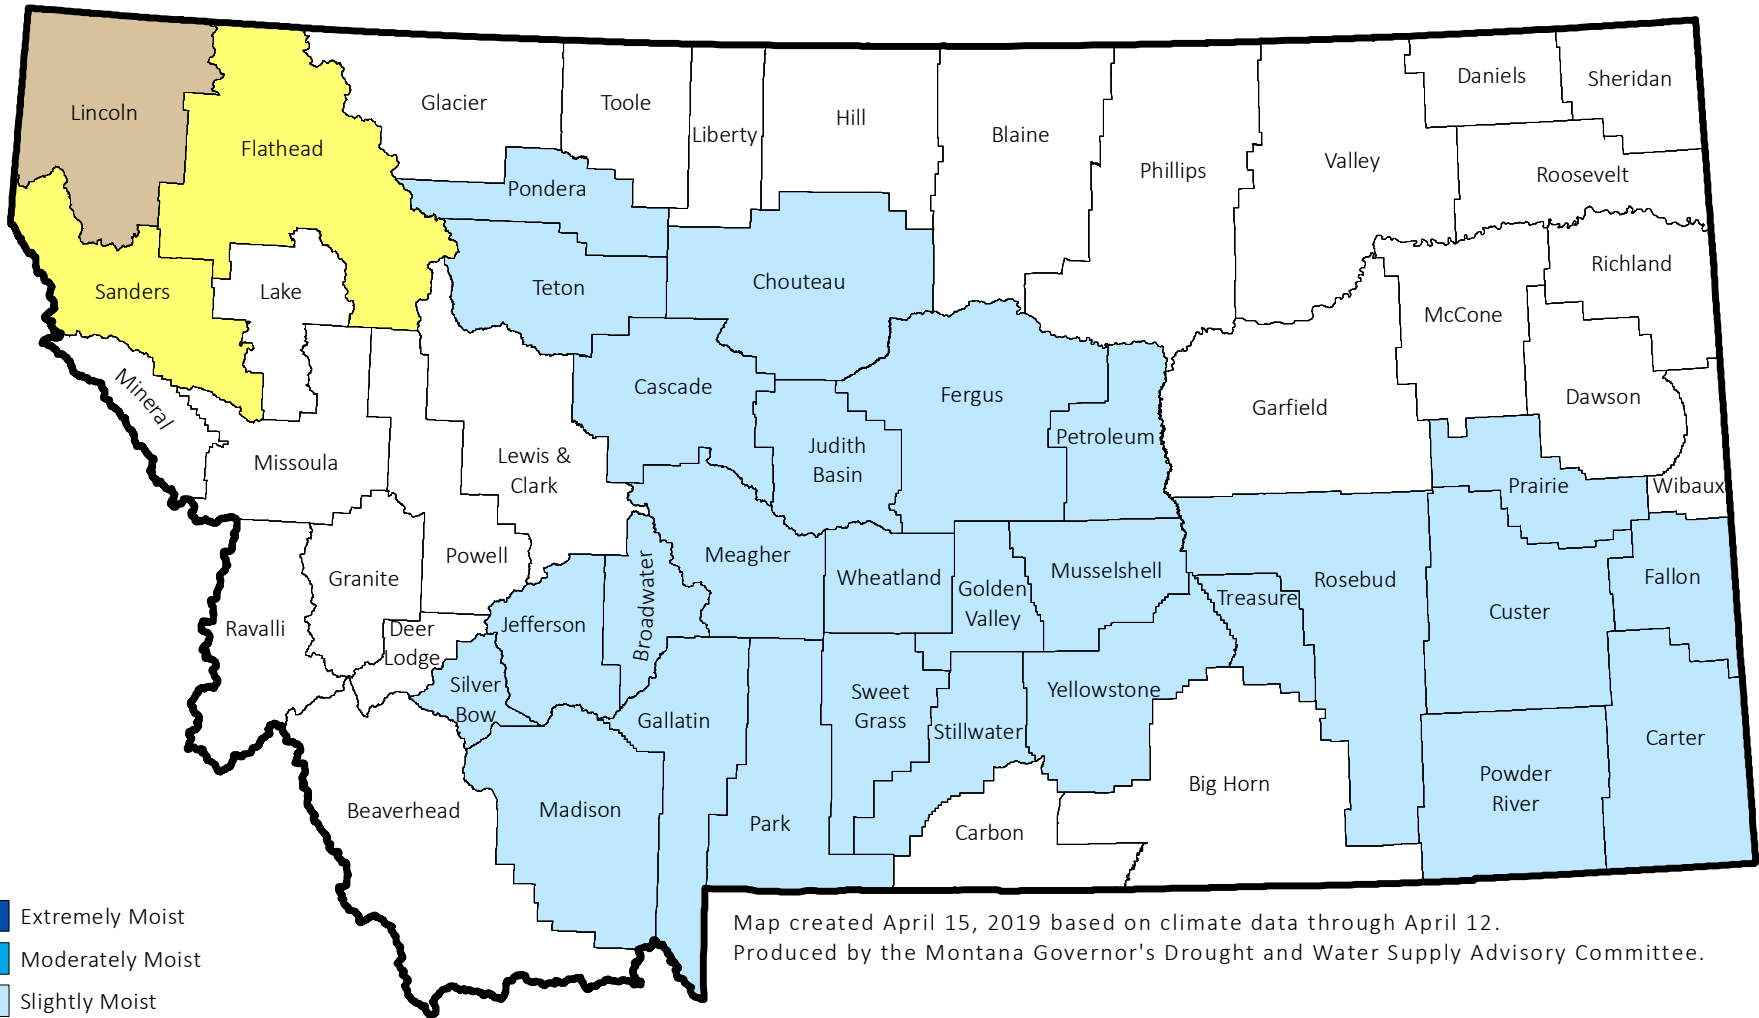 Lincoln
Flathead
Glacier
Toole
Liberty
Hill
Blaine
Phillips
Valley
Daniels
Sheridan
Roosevelt
Pondera
Sanders
Lake
Teton
Chouteau
McCone
Richland
Mineral
Missoula
Lewis &
Clark
Cascade
Judith
Basin
Fergus
Petroleum
Garfield
Dawson
Prairie
Wibaux
Ravalli
Granite
Powell
Deer
Lodge
Jefferson
Broadwater
Meagher
Wheatland
Golden
Valley
Musselshell
Treasure
Rosebud
Custer
Fallon
Silver
Bow
Gallatin
Sweet
Grass
Stillwater
Yellowstone
Beaverhead
Madison
Park
Carbon
Big Horn
Powder
River
Carter
Extremely Moist
Moderately Moist
Slightly Moist
Map created April 15, 2019 based on climate data through April 12.
Produced by the Montana Governor's Drought and Water Supply Advisory Committee.